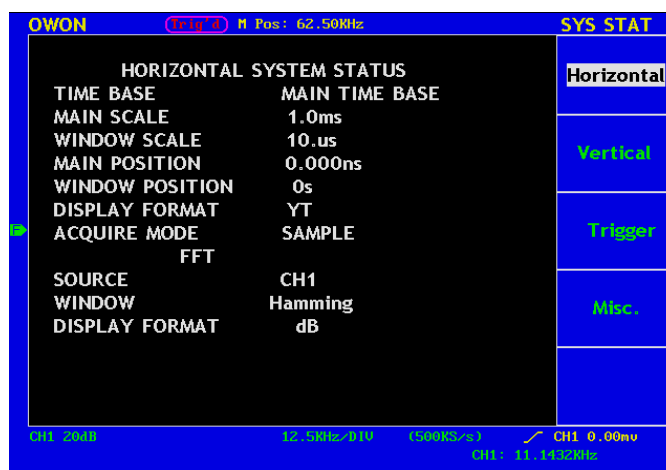 OWON Trig'd M Pos: 62.50KHz SYS STAT
HORIZONTAL SYSTEM STATUS
TIME BASE MAIN TIME BASE
MAIN SCALE 1.0ms
WINDOW SCALE 10.us
MAIN POSITION 0.000ns
WINDOW POSITION 0s
DISPLAY FORMAT YT
ACQUIRE MODE SAMPLE
FFT
SOURCE CH1
WINDOW Hamming
DISPLAY FORMAT dB
Horizontal
Vertical
Trigger
Misc.
F
CH1 20dB 12.5KHz/DIV (500KS/s) CH1 0.00mv
CH1: 11.1432KHz